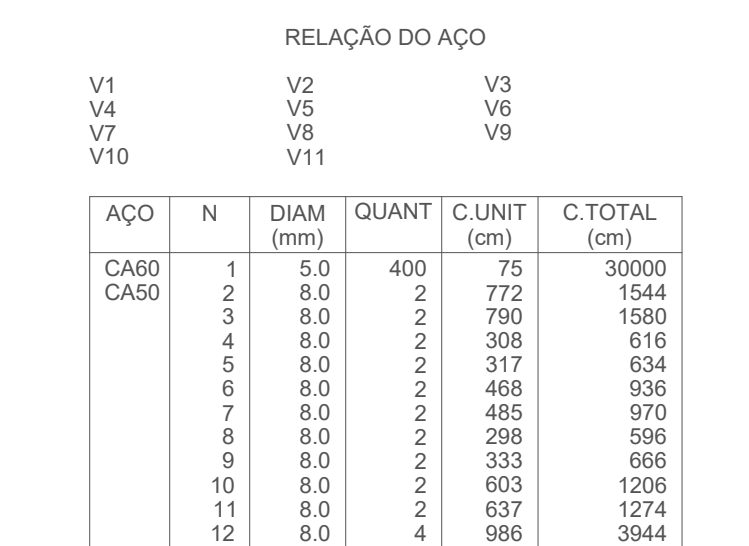 RELAÇÃO DO AÇO
V1 V2 V3
V4 V5 V6
V7 V8 V9
V10 V11
AÇO N DIAM QUANT C.UNIT C.TOTAL
(mm) (cm) (cm)
CA60 1 5.0 400 75 30000
CA50 2 8.0 2 772 1544
3 8.0 2 790 1580
4 8.0 2 308 616
5 8.0 2 317 634
6 8.0 2 468 936
7 8.0 2 485 970
8 8.0 2 298 596
9 8.0 2 333 666
10 8.0 2 603 1206
11 8.0 2 637 1274
12 8.0 4 986 3944